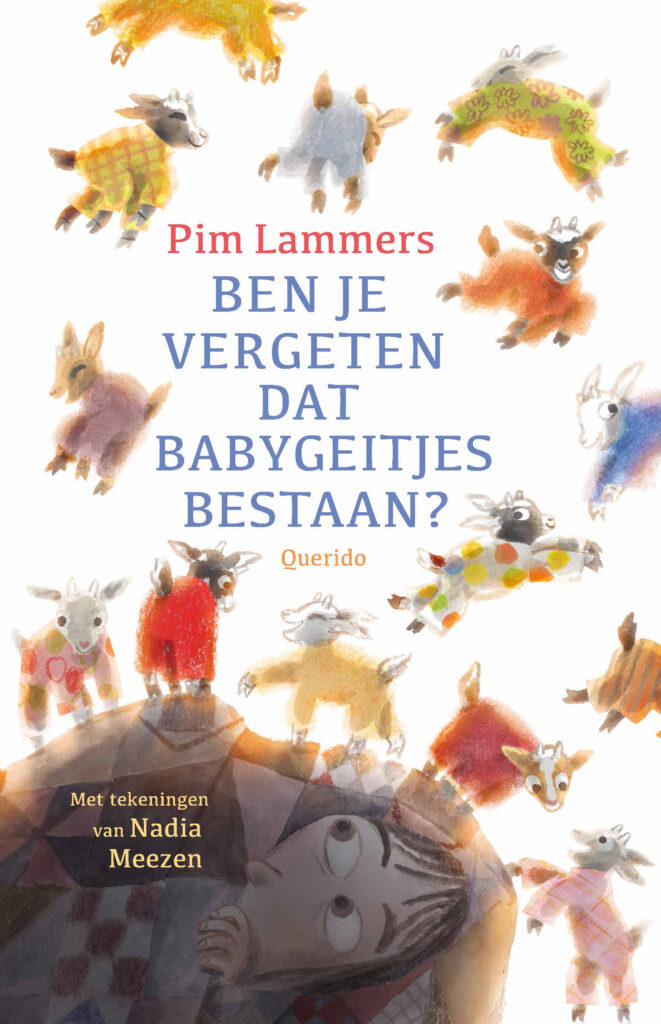 Pim Lammers
BEN JE
VERGETEN
DAT
BABYGEITJES
BESTAAN?
Querido
Met tekeningen
van Nadia
Meezen